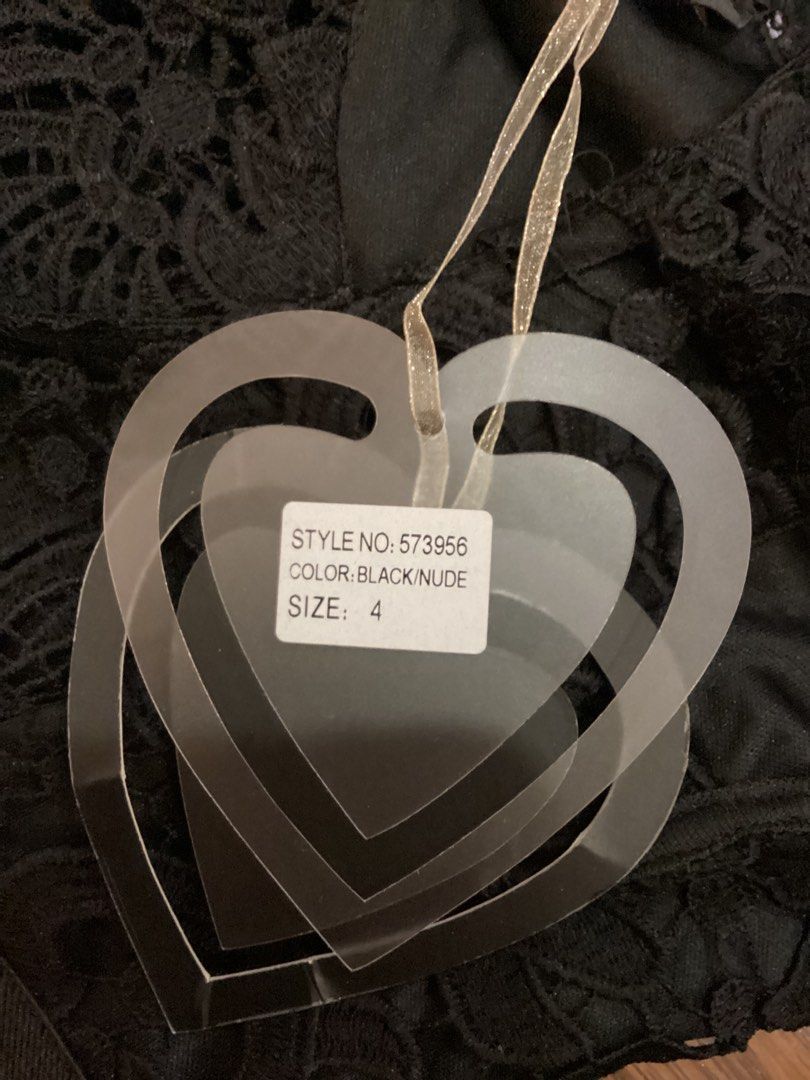 STYLE NO: 573956
COLOR: BLACK/NUDE
SIZE: 4